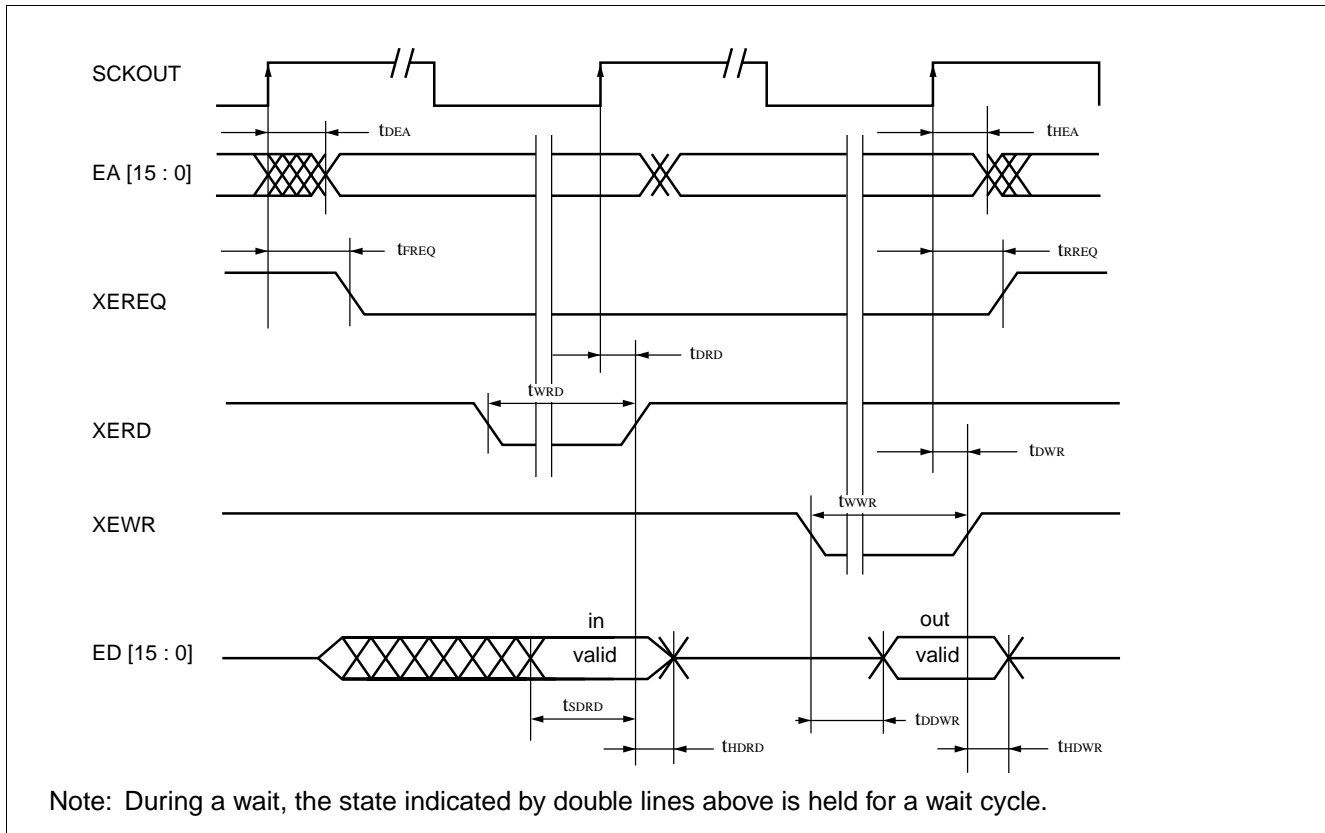 SCKOUT
tDEA
tHEA
EA [15 : 0]
tFREQ
tRREQ
XEREQ
tDRD
tWRD
XERD
tDWR
tWWR
XEWR
in
out
ED [15 : 0]
valid
valid
tSDRD
tDDWR
tHDRD
tHDWR
Note: During a wait, the state indicated by double lines above is held for a wait cycle.